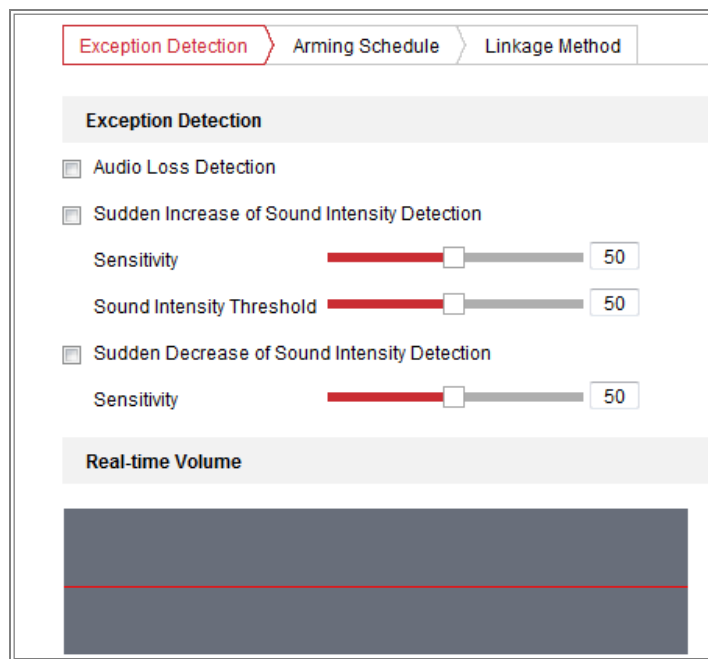 Exception Detection Arming Schedule Linkage Method
Exception Detection
Audio Loss Detection
Sudden Increase of Sound Intensity Detection
Sensitivity 50
Sound Intensity Threshold 50
Sudden Decrease of Sound Intensity Detection
Sensitivity 50
Real-time Volume